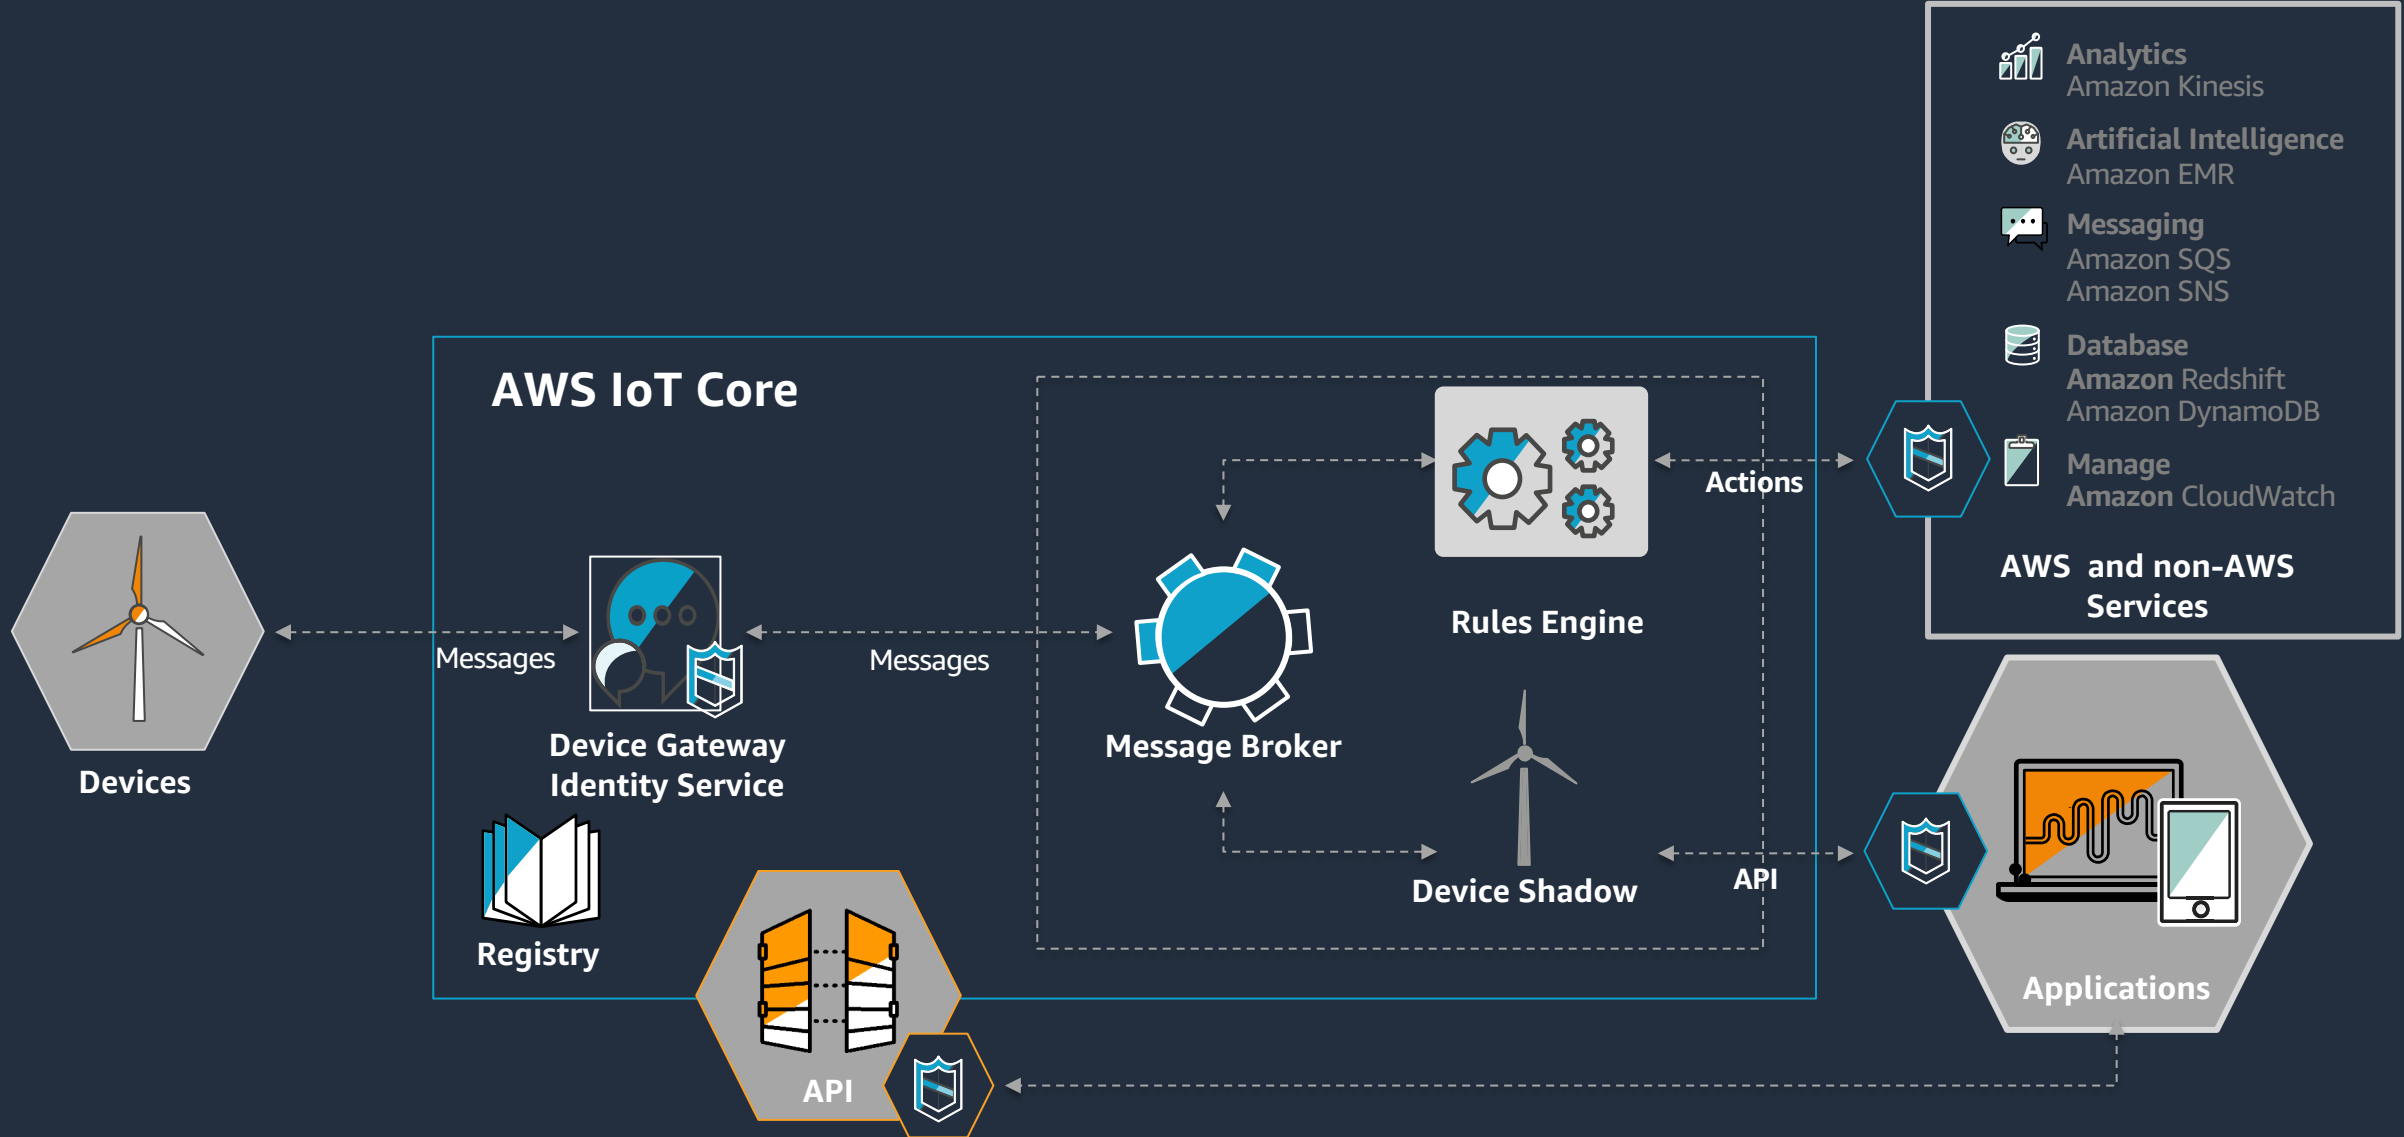 Analytics
Amazon Kinesis
Artificial Intelligence
Amazon EMR
Messaging
Amazon SQS
Amazon SNS
Database
Amazon Redshift
Amazon DynamoDB
Manage
Amazon CloudWatch
AWS and non-AWS
Services
AWS IoT Core
Actions
Rules Engine
Messages
Messages
Device Gateway
Identity Service
Message Broker
Devices
Device Shadow
API
Registry
Applications
API